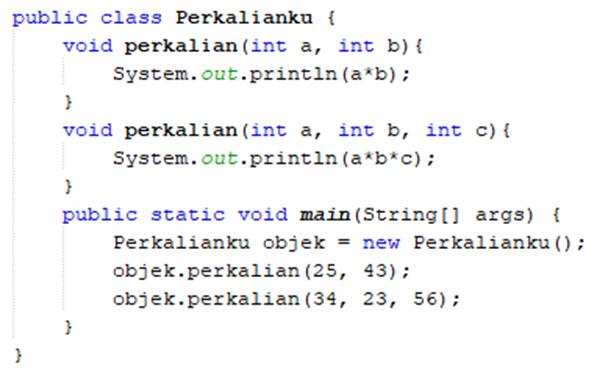 public class Perkalianku {
    void perkalian(int a, int b){
        System.out.println(a*b);
    }
    void perkalian(int a, int b, int c){
        System.out.println(a*b*c);
    }
    public static void main(String[] args) {
        Perkalianku objek = new Perkalianku();
        objek.perkalian(25, 43);
        objek.perkalian(34, 23, 56);
    }
}